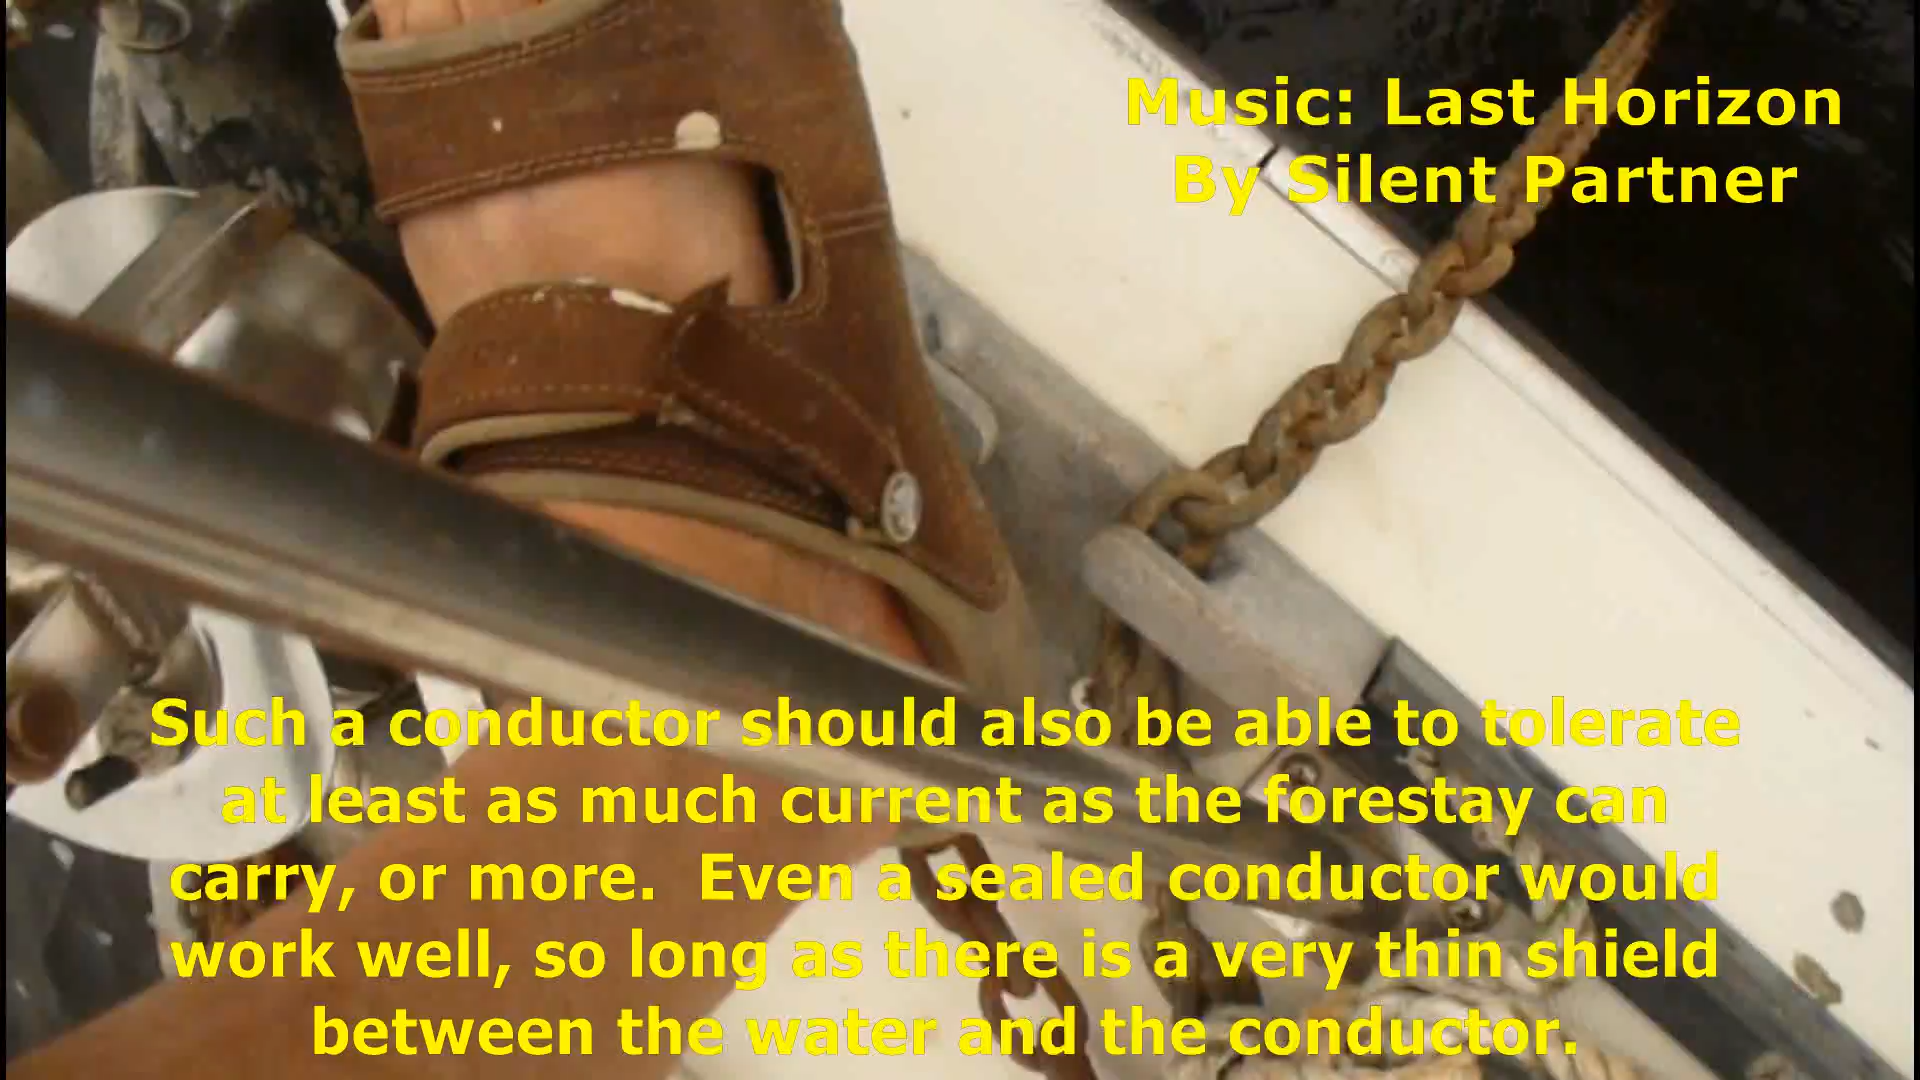 Music: Last Horizon
By Silent Partner
Such a conductor should also be able to tolerate
at least as much current as the forestay can
carry, or more.  Even a sealed conductor would
work well, so long as there is a very thin shield
between the water and the conductor.